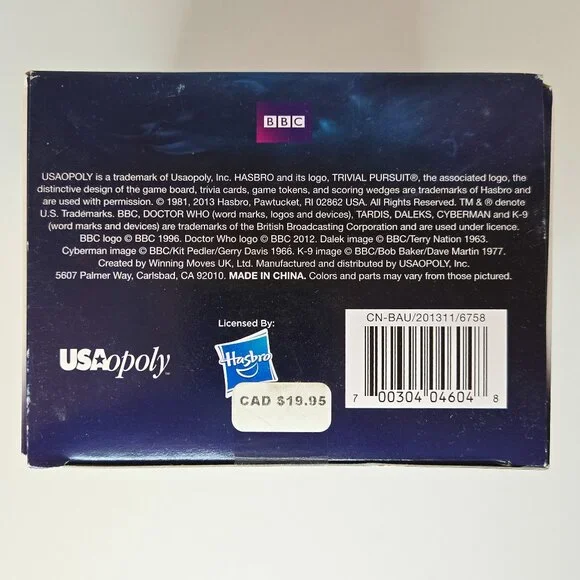 BBC
USAOPOLY is a trademark of Usaopoly, Inc. HASBRO and its logo, TRIVIAL PURSUIT®, the associated logo, the
distinctive design of the game board, trivia cards, game tokens, and scoring wedges are trademarks of Hasbro and
are used with permission. © 1981, 2013 Hasbro, Pawtucket, RI 02862 USA. All Rights Reserved. TM & ® denote
U.S. Trademarks. BBC, DOCTOR WHO (word marks, logos and devices), TARDIS, DALEKS, CYBERMAN and K-9
(word marks and devices) are trademarks of the British Broadcasting Corporation and are used under licence.
BBC logo © BBC 1996. Doctor Who logo © BBC 2012. Dalek image © BBC/Terry Nation 1963.
Cyberman image © BBC/Kit Pedler/Gerry Davis 1966. K-9 image © BBC/Bob Baker/Dave Martin 1977.
Created by Winning Moves UK, Ltd. Manufactured and distributed by USAOPOLY, Inc.
5607 Palmer Way, Carlsbad, CA 92010. MADE IN CHINA. Colors and parts may vary from those pictured.
Licensed By:
Hasbro
USAopoly
CAD $19.95
CN-BAU/201311/6758
7 00304 04604 8